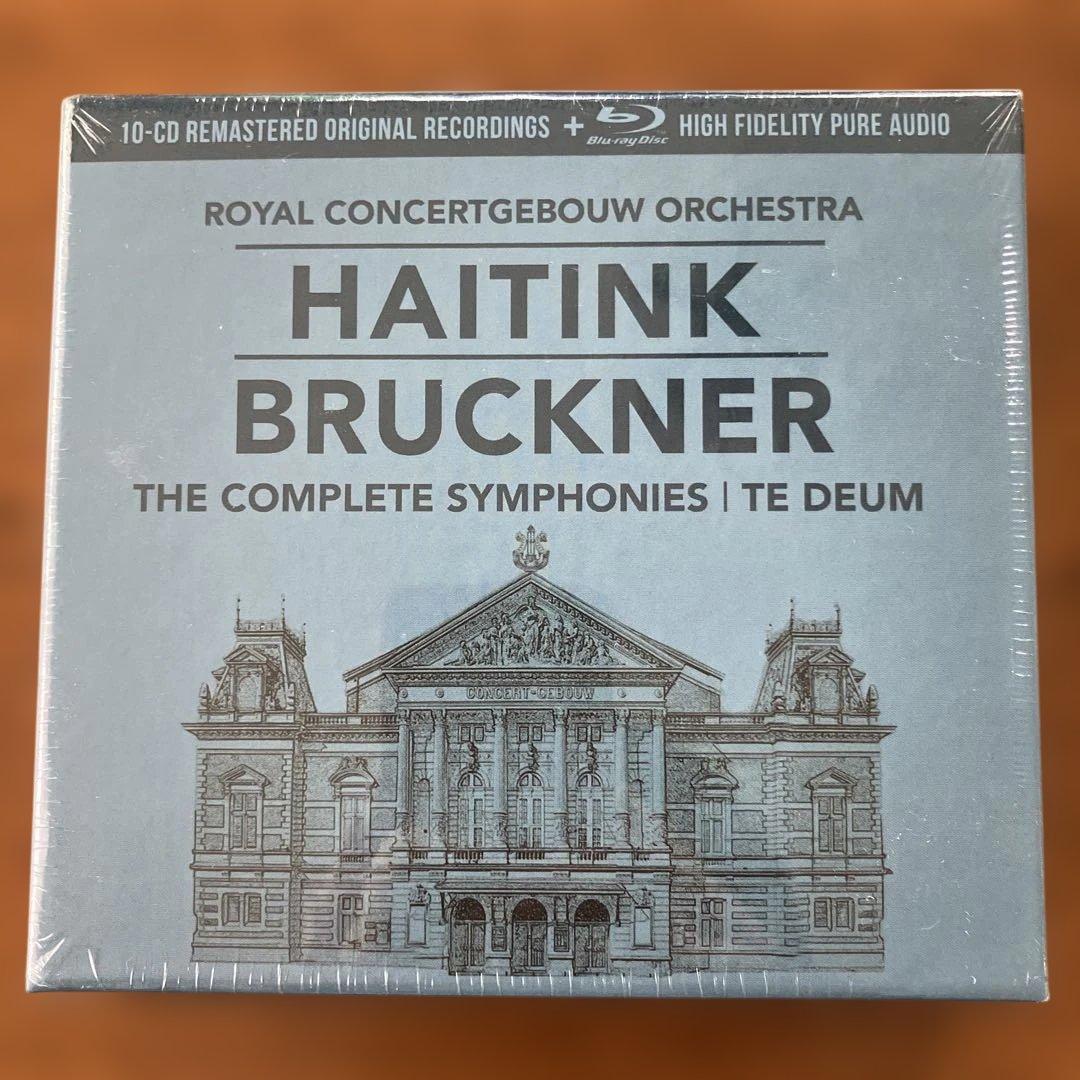 10-CD REMASTERED ORIGINAL RECORDINGS + Blu-ray Disc HIGH FIDELITY PURE AUDIO
ROYAL CONCERTGEBOUW ORCHESTRA
HAITINK
BRUCKNER
THE COMPLETE SYMPHONIES | TE DEUM
CONCERT-GEBOUW